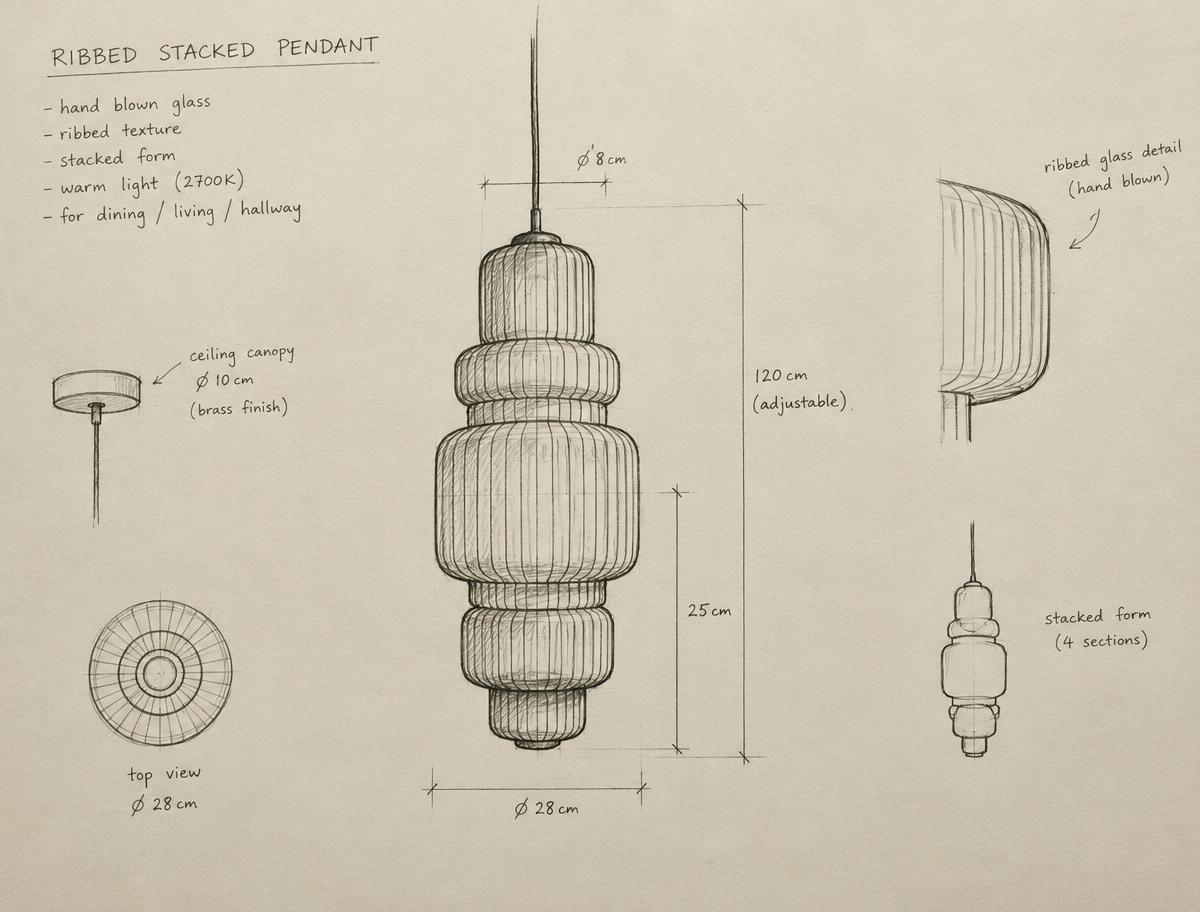 RIBBED STACKED PENDANT
- hand blown glass
- ribbed texture
- stacked form
- warm light (2700K)
- for dining / living / hallway
Ø 8 cm
ribbed glass detail
(hand blown)
ceiling canopy
Ø 10 cm
(brass finish)
120 cm
(adjustable).
25 cm
stacked form
(4 sections)
top view
Ø 28 cm
Ø 28 cm